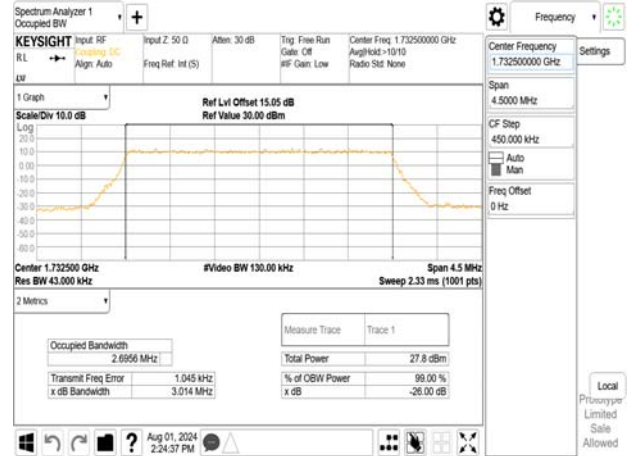 Spectrum Analyzer 1
Occupied BW
Frequency
KEYSIGHT
Input: RF
Coupling: DC
Align: Auto
Input Z: 50 Ω
Freq Ref: Int (S)
Atten: 30 dB
Trig: Free Run
Gate: Off
#IF Gain: Low
Center Freq: 1.732500000 GHz
Avg|Hold:>10/10
Radio Std: None
RL
Center Frequency
1.732500000 GHz
Settings
Span
4.5000 MHz
CF Step
450.000 kHz
Auto
Man
Freq Offset
0 Hz
1 Graph
Scale/Div 10.0 dB
Ref Lvl Offset 15.05 dB
Ref Value 30.00 dBm
Log
20.0
10.0
0.00
-10.0
-20.0
-30.0
-40.0
-50.0
-60.0
Center 1.732500 GHz
#Video BW 130.00 kHz
Span 4.5 MHz
Res BW 43.000 kHz
Sweep 2.33 ms (1001 pts)
2 Metrics
Measure Trace
Trace 1
Occupied Bandwidth
2.6956 MHz
Total Power
27.8 dBm
Transmit Freq Error
1.045 kHz
% of OBW Power
99.00 %
x dB Bandwidth
3.014 MHz
x dB
-26.00 dB
Local
Prototype
Limited
Sale
Allowed
?
Aug 01, 2024
2:24:37 PM